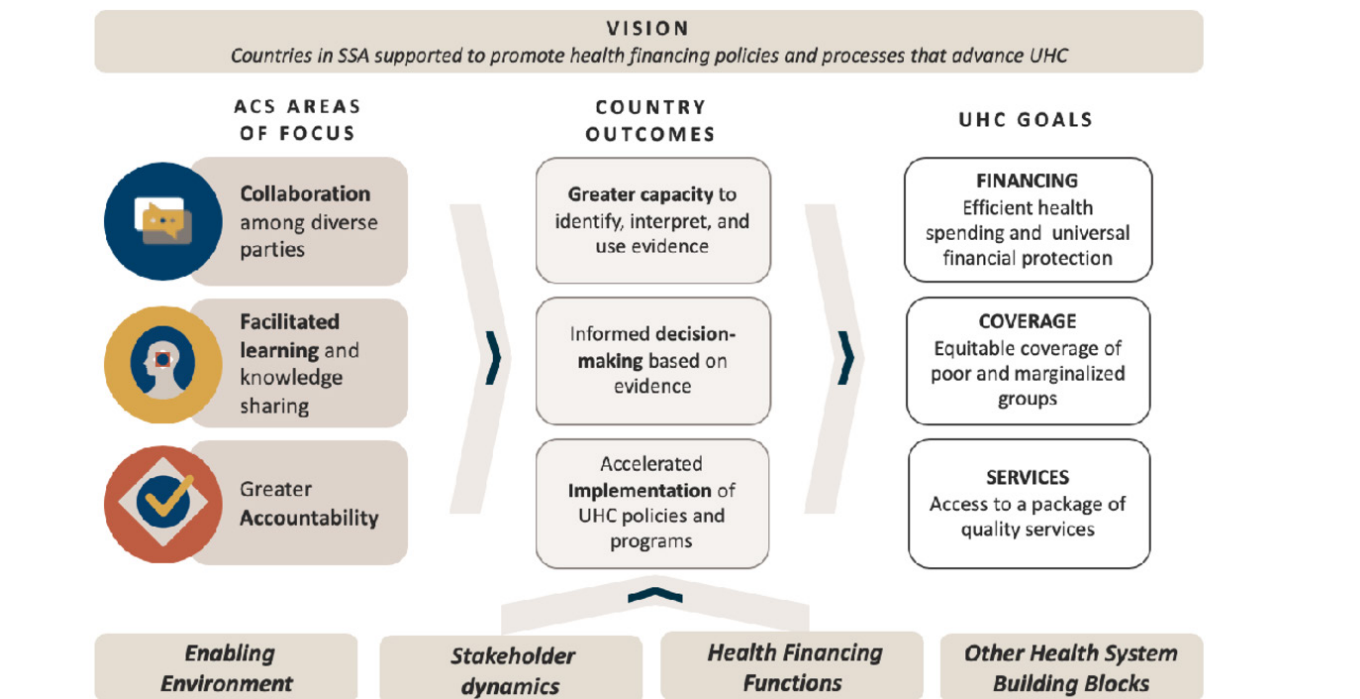 VISION
Countries in SSA supported to promote health financing policies and processes that advance UHC
ACS AREAS
OF FOCUS
Collaboration
among diverse
parties
Facilitated
learning and
knowledge
sharing
Greater
Accountability
COUNTRY
OUTCOMES
Greater capacity to
identify, interpret, and
use evidence
Informed decision-
making based on
evidence
Accelerated
Implementation of
UHC policies and
programs
UHC GOALS
FINANCING
Efficient health
spending and universal
financial protection
COVERAGE
Equitable coverage of
poor and marginalized
groups
SERVICES
Access to a package of
quality services
Enabling
Environment
Stakeholder
dynamics
Health Financing
Functions
Other Health System
Building Blocks